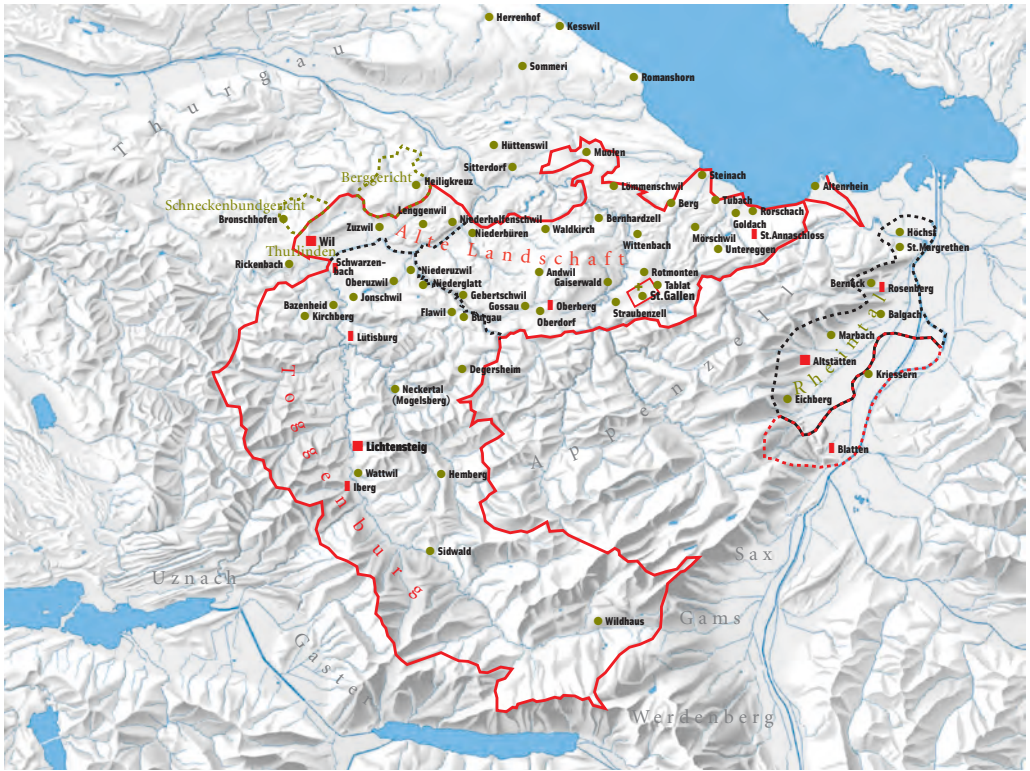 Herrenhof
Kesswil
Sommeri
Romanshorn
Thurgau
Hüttenswil
Muolen
Sitterdorf
Steinach
Berggericht
Heiligkreuz
Lömmenschwil
Altenrhein
Schneckenbundgericht
Bronschhofen
Lenggenwil
Niederhelfenschwil
Bernhardzell
Berg
Tübach
Rorschach
Goldach
Zuzwil
Niederbüren
Waldkirch
Wittenbach
Mörschwil
St.Annaschloss
Höchst
Wil
Alte Landschaft
Untereggen
St.Margrethen
Thurlinden
Rickenbach
Schwarzen-
bach
Niederuzwil
Andwil
Rotmonten
Oberuzwil
Niederglatt
Gaiserwald
Tablat
Berneck
Rosenberg
Jonschwil
Gebertschwil
St.Gallen
Bazenheid
Gossau
Oberberg
Straubenzell
Kirchberg
Flawil
Burgau
Oberdorf
Balgach
Lütisburg
Marbach
Rheintal
Altstätten
Degersheim
Kriessern
Toggenburg
Neckertal
(Mogelsberg)
Appenzell
Eichberg
Lichtensteig
Blatten
Wattwil
Hemberg
Iberg
Sidwald
Sax
Uznach
Wildhaus
Gams
Gaster
Werdenberg